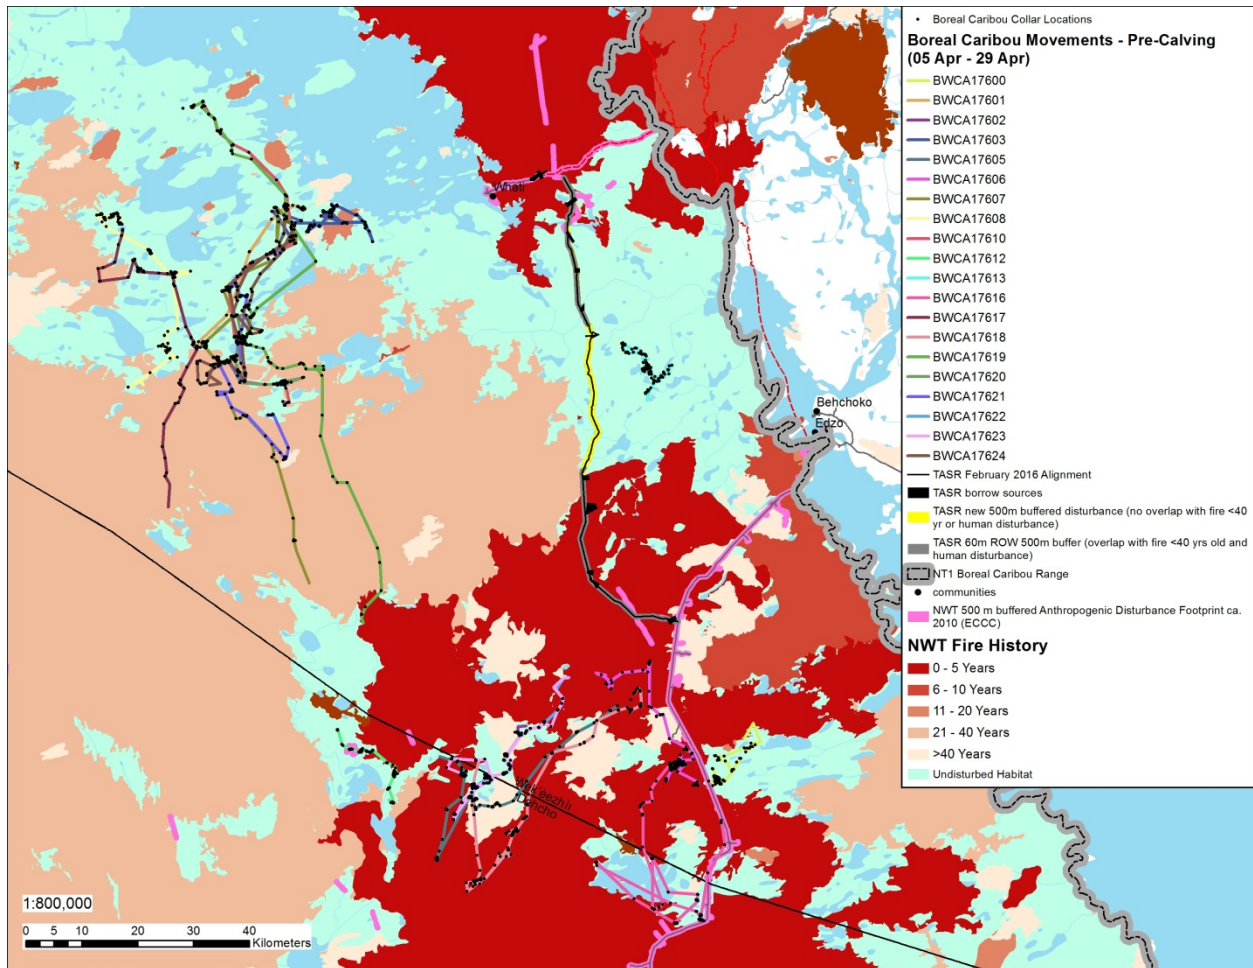 Boreal Caribou Collar Locations
Boreal Caribou Movements - Pre-Calving
(05 Apr - 29 Apr)
BWCA17600
BWCA17601
BWCA17602
BWCA17603
BWCA17605
BWCA17606
BWCA17607
BWCA17608
BWCA17610
BWCA17612
BWCA17613
BWCA17616
BWCA17617
BWCA17618
BWCA17619
BWCA17620
BWCA17621
BWCA17622
BWCA17623
BWCA17624
TASR February 2016 Alignment
TASR borrow sources
TASR new 500m buffered disturbance (no overlap with fire <40
yr or human disturbance)
TASR 60m ROW 500m buffer (overlap with fire <40 yrs old and
human disturbance)
NT1 Boreal Caribou Range
communities
NWT 500 m buffered Anthropogenic Disturbance Footprint ca.
2010 (ECCC)
NWT Fire History
0 - 5 Years
6 - 10 Years
11 - 20 Years
21 - 40 Years
>40 Years
Undisturbed Habitat
Whati
Behchoko
Edzo
Wek'eezhii
Dehcho
1:800,000
0 5 10 20 30 40
Kilometers